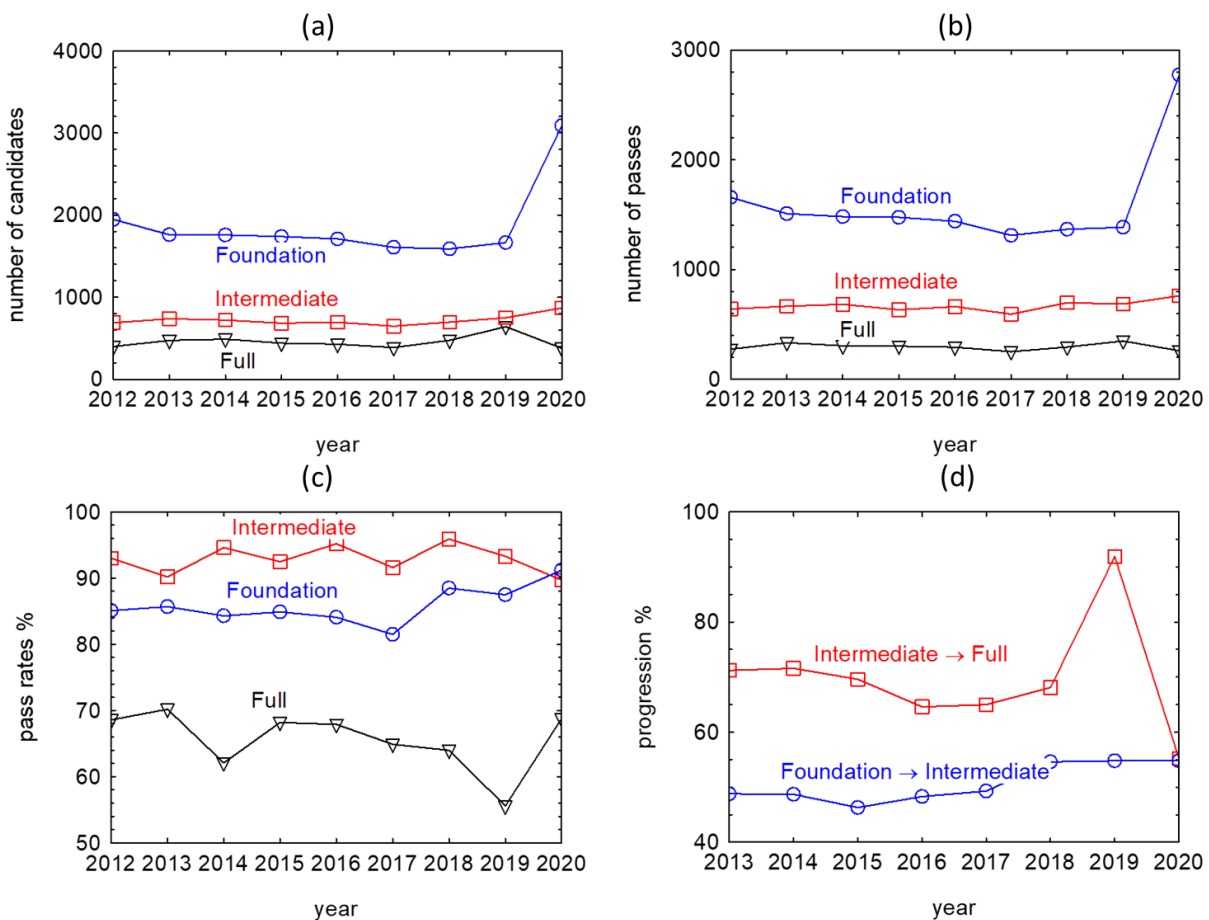 (a)
number of candidates
4000
3000
2000
1000
0
Foundation
Intermediate
Full
2012 2013 2014 2015 2016 2017 2018 2019 2020
year
(b)
number of passes
3000
2000
1000
0
Foundation
Intermediate
Full
2012 2013 2014 2015 2016 2017 2018 2019 2020
year
(c)
pass rates %
100
90
80
70
60
50
Intermediate
Foundation
Full
2012 2013 2014 2015 2016 2017 2018 2019 2020
year
(d)
progression %
100
80
60
40
Intermediate → Full
Foundation → Intermediate
2013 2014 2015 2016 2017 2018 2019 2020
year